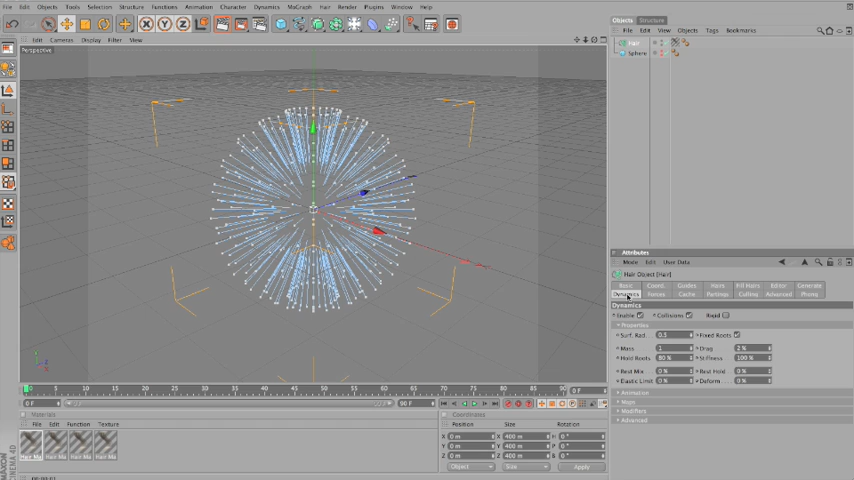 File Edit Objects Tools Selection Structure Functions Animation Character Dynamics MoGraph Hair Render Plugins Window Help
Edit Cameras Display Filter View
Perspective
Objects Structure
File Edit View Objects Tags Bookmarks
Hair
Sphere
Attributes
Mode Edit User Data
Hair Object [Hair]
Basic Coord. Guides Hairs Fill Hairs Editor Generate
Dynamics Forces Cache Partings Culling Advanced Phong
Dynamics
Enable Collisions Rigid
Properties
Surf. Rad 0.5 Fixed Roots
Mass 1 Drag 2 %
Hold Roots 80 % Stiffness 100 %
Rest Mix 0 % Rest Hold 0 %
Elastic Limit 0 % Deform 0 %
Animation
Maps
Modifiers
Advanced
0 5 10 15 20 25 30 35 40 45 50 55 60 65 70 75 80 85 90 0 F
0 F 0 F 90 F
Materials
File Edit Function Texture
Hair Ma Hair Ma Hair Ma Hair Ma
Coordinates
Position Size Rotation
X 0 m X 400 m H 0 °
Y 0 m Y 400 m P 0 °
Z 0 m Z 400 m B 0 °
Object Size Apply
MAXON
CINEMA 4D